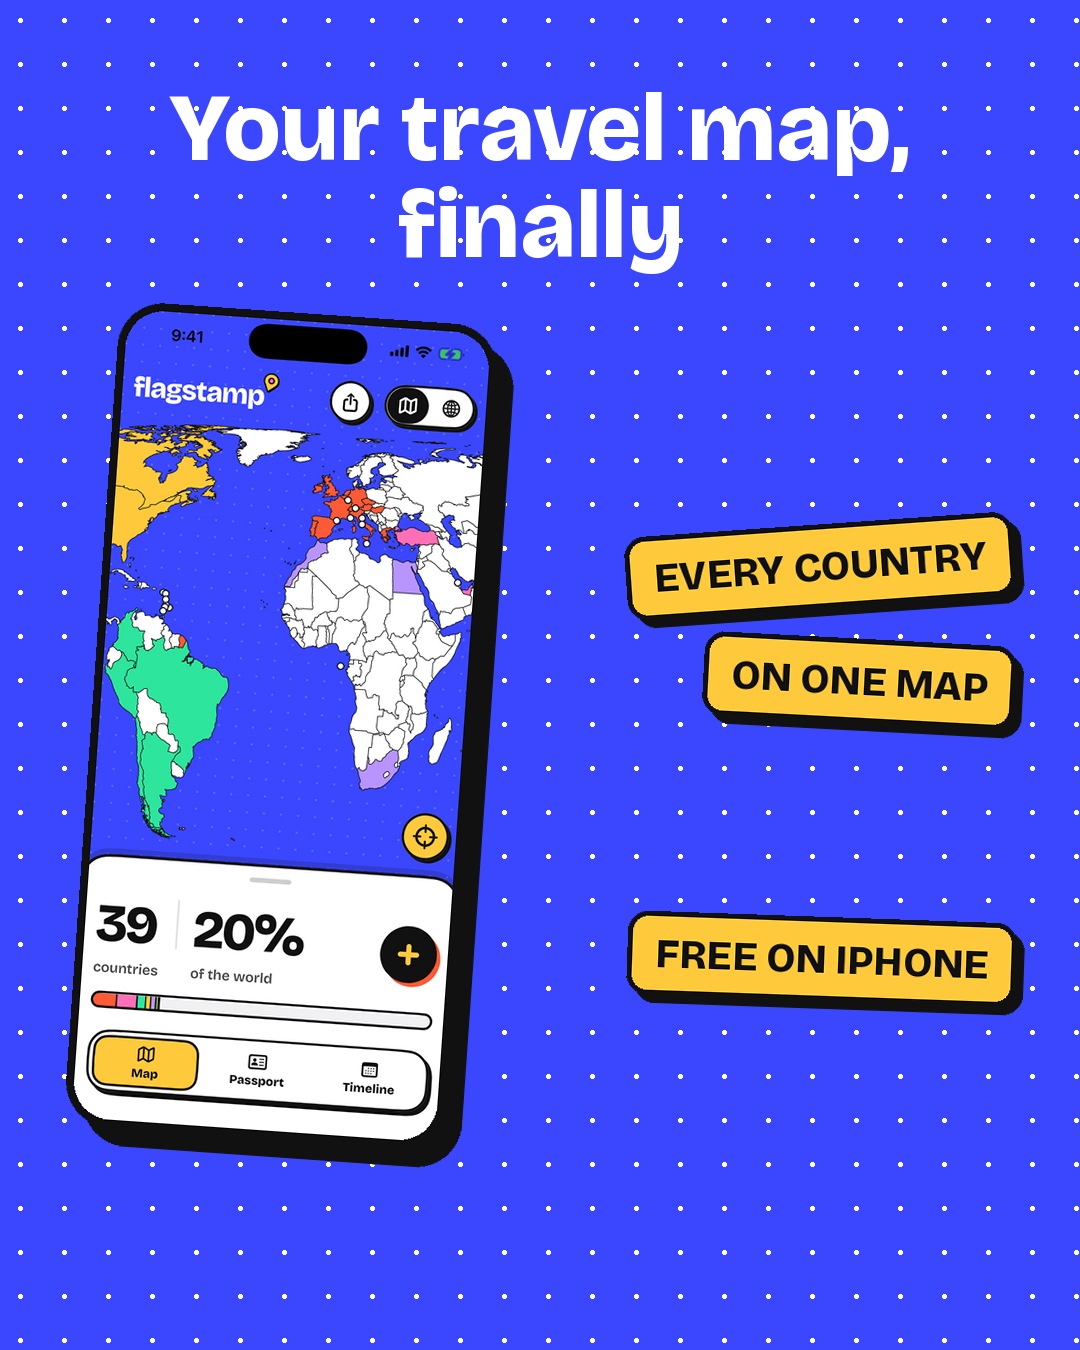 Your travel map,
finally
9:41
flagstamp
EVERY COUNTRY
ON ONE MAP
39
countries
20%
of the world
FREE ON IPHONE
Map
Passport
Timeline